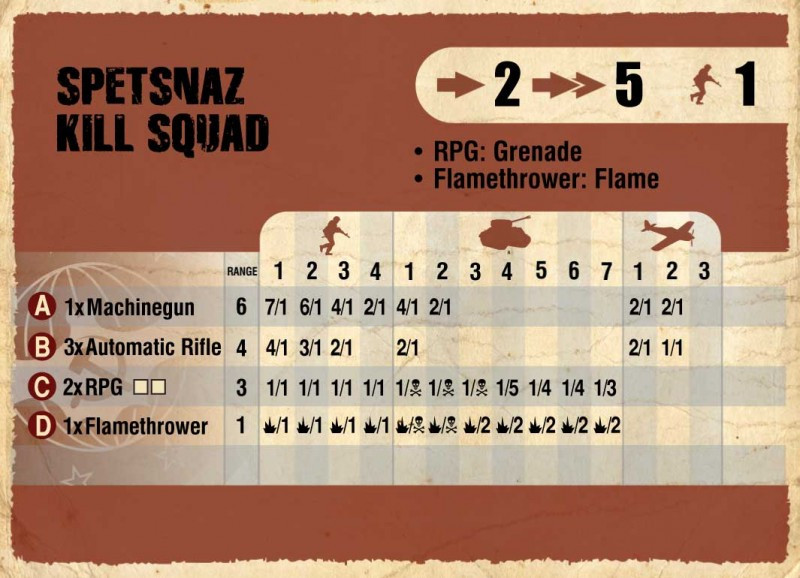 SPETSNAZ
KILL SQUAD
2 5 1
• RPG: Grenade
• Flamethrower: Flame
RANGE 1 2 3 4 1 2 3 4 5 6 7 1 2 3
A 1x Machinegun 6 7/1 6/1 4/1 2/1 4/1 2/1 2/1 2/1
B 3x Automatic Rifle 4 4/1 3/1 2/1 2/1 2/1 1/1
C 2x RPG 3 1/1 1/1 1/1 1/1 1/☠ 1/☠ 1/☠ 1/5 1/4 1/4 1/3
D 1x Flamethrower 1 /1 /1 /1 /1 /☠ /☠ /2 /2 /2 /2 /2